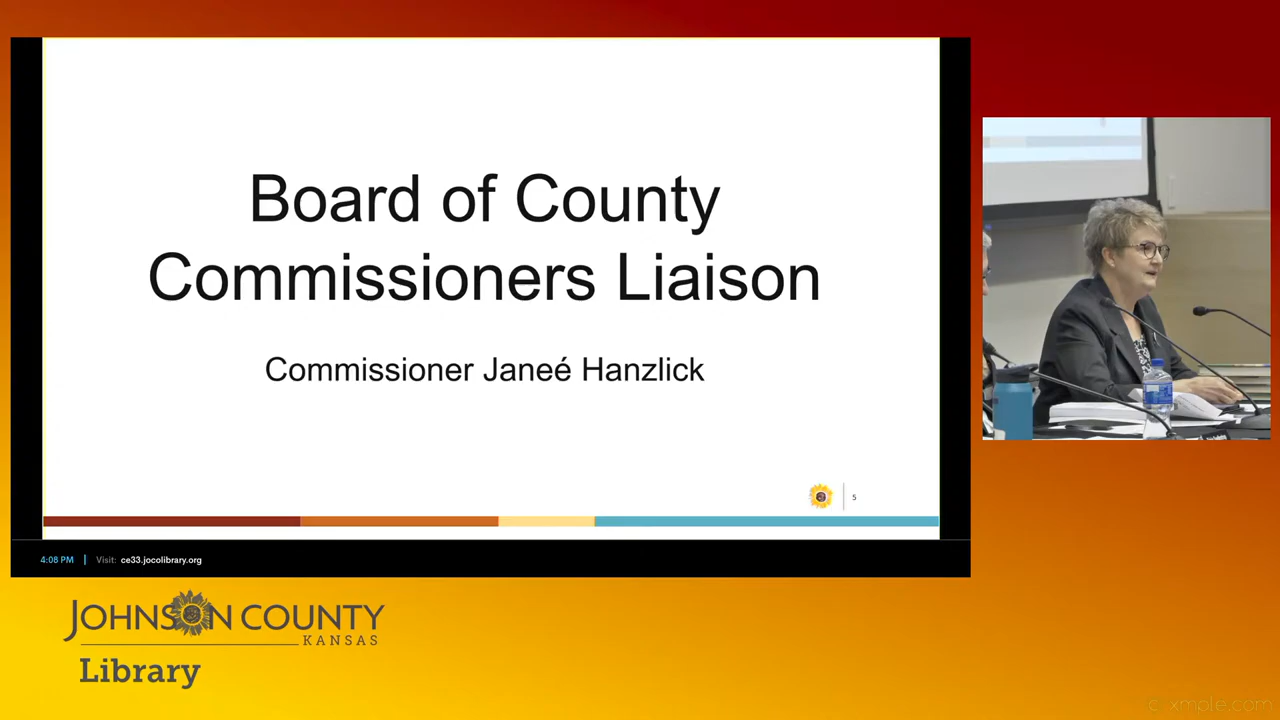 Board of County
Commissioners Liaison
Commissioner Janeé Hanzlick
5
4:08 PM | Visit: ce33.jocolibrary.org
JOHNSON COUNTY
KANSAS
Library